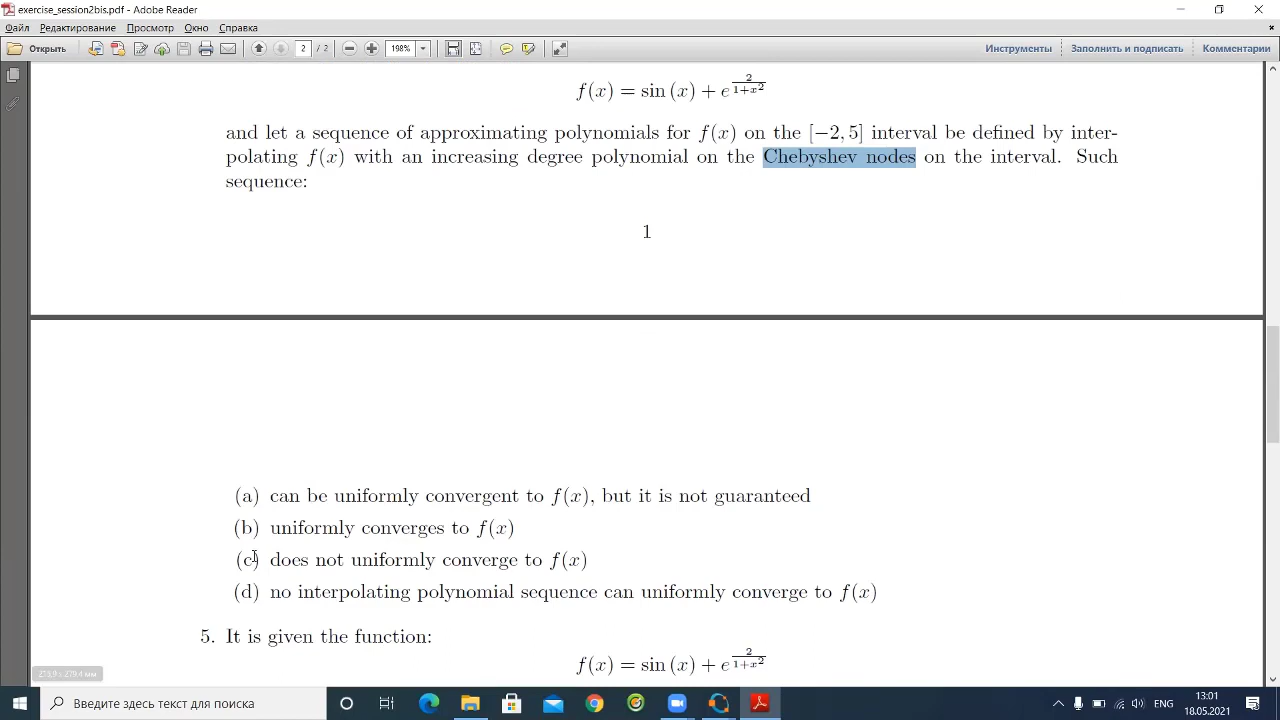 exercise_session2bis.pdf - Adobe Reader
Файл Редактирование Просмотр Окно Справка
Открыть 2 / 2 198% Инструменты Заполнить и подписать Комментарии
f(x) = sin (x) + e^{\frac{2}{1+x^2}}
and let a sequence of approximating polynomials for f(x) on the [−2, 5] interval be defined by inter-
polating f(x) with an increasing degree polynomial on the Chebyshev nodes on the interval. Such
sequence:
1
(a) can be uniformly convergent to f(x), but it is not guaranteed
(b) uniformly converges to f(x)
(c) does not uniformly converge to f(x)
(d) no interpolating polynomial sequence can uniformly converge to f(x)
5. It is given the function:
f(x) = sin (x) + e^{\frac{2}{1+x^2}}
Введите здесь текст для поиска
ENG
13:01
18.05.2021